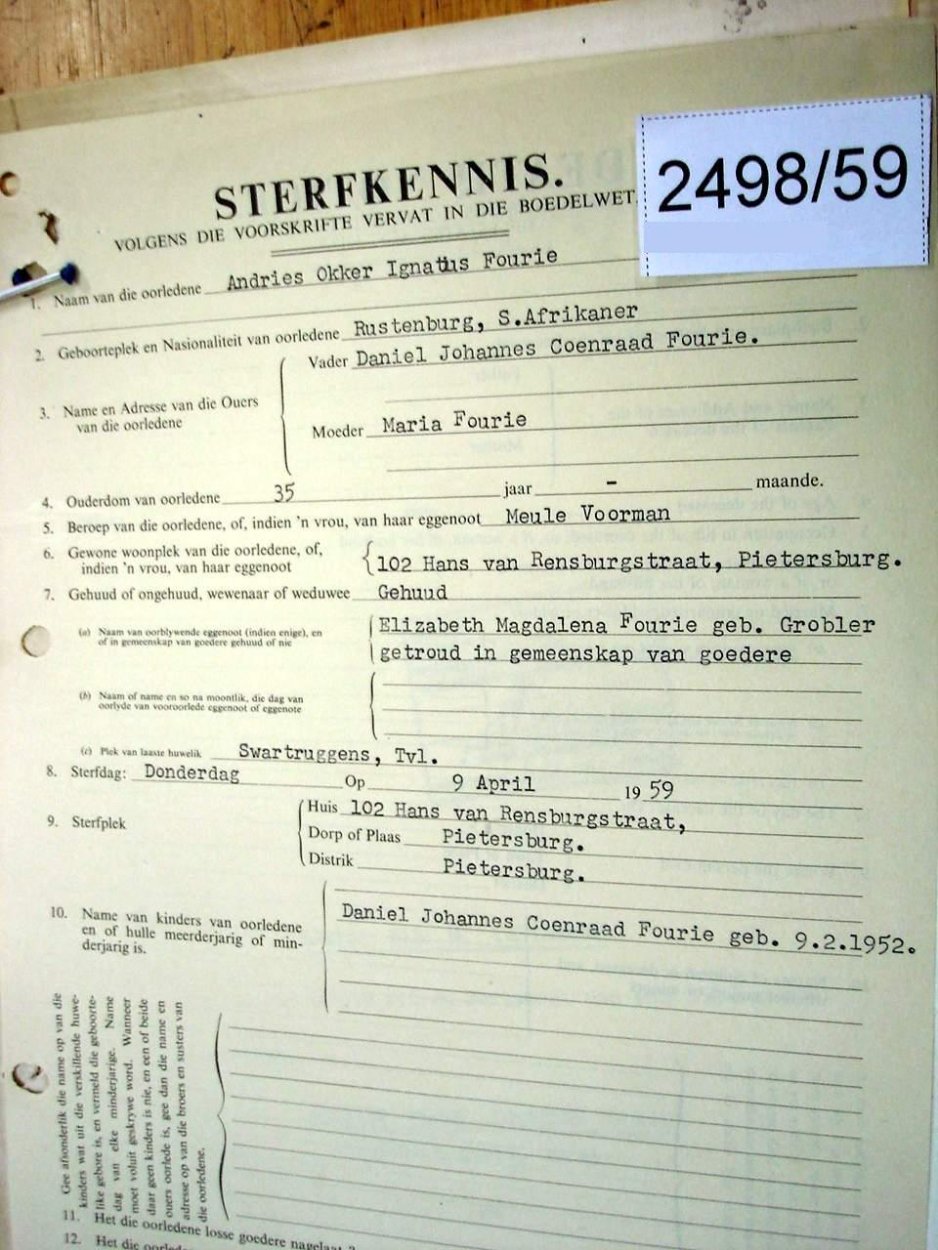 2498/59
STERFKENNIS.
VOLGENS DIE VOORSKRIFTE VERVAT IN DIE BOEDELWET
1. Naam van die oorledene Andries Okker Ignatius Fourie
2. Geboorteplek en Nasionaliteit van oorledene Rustenburg, S.Afrikaner
3. Name en Adresse van die Ouers
van die oorledene
Vader Daniel Johannes Coenraad Fourie.
Moeder Maria Fourie
4. Ouderdom van oorledene 35 jaar - maande.
5. Beroep van die oorledene, of, indien 'n vrou, van haar eggenoot Meule Voorman
6. Gewone woonplek van die oorledene, of,
indien 'n vrou, van haar eggenoot
102 Hans van Rensburgstraat, Pietersburg.
7. Gehuud of ongehuud, wewenaar of weduwee Gehuud
(a) Naam van oorblywende eggenoot (indien enige), en
of in gemeenskap van goedere gehuud of nie
Elizabeth Magdalena Fourie geb. Grobler
getroud in gemeenskap van goedere
(b) Naam of name en so na moontlik, die dag van
oorlyde van vooroorlede eggenoot of eggenote
(c) Plek van laaste huwelik Swartruggens, Tvl.
8. Sterfdag: Donderdag Op 9 April 19 59
9. Sterfplek
Huis 102 Hans van Rensburgstraat,
Dorp of Plaas Pietersburg.
Distrik Pietersburg.
10. Name van kinders van oorledene
en of hulle meerderjarig of min-
derjarig is.
Daniel Johannes Coenraad Fourie geb. 9.2.1952.
Gee afsonderlik die name op van die
kinders wat uit die verskillende huwe-
like gebore is, en vermeld die geboorte-
dag van elke minderjarige. Name
moet voluit geskrywe word. Wanneer
daar geen kinders is nie, en een of beide
ouers oorlede is, gee dan die name en
adresse op van die broers en susters van
die oorledene.
11. Het die oorledene losse goedere nagelaat?
12. Het die